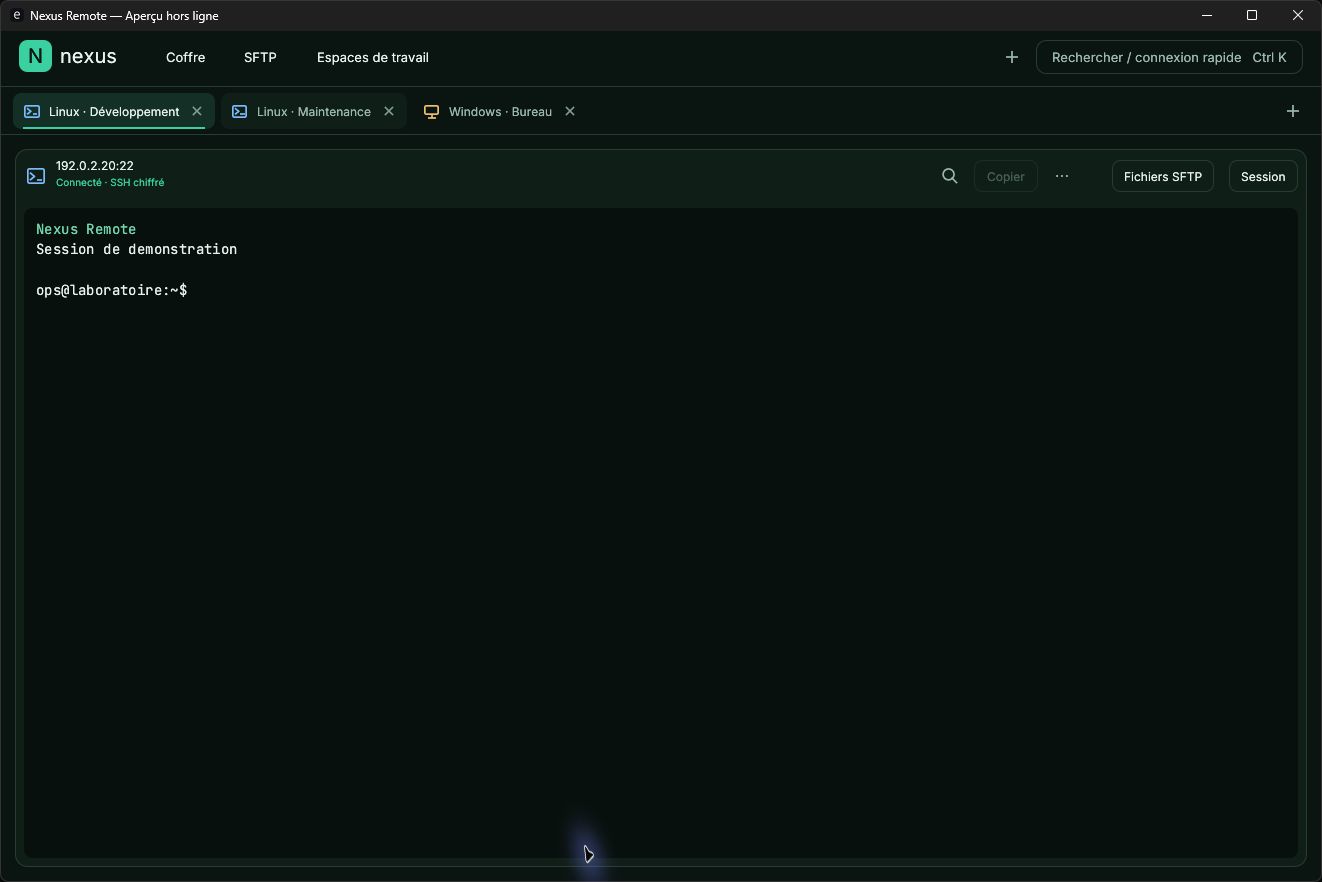 e Nexus Remote — Aperçu hors ligne
N nexus Coffre SFTP Espaces de travail Rechercher / connexion rapide Ctrl K
Linux · Développement Linux · Maintenance Windows · Bureau
192.0.2.20:22
Connecté · SSH chiffré
Copier ... Fichiers SFTP Session
Nexus Remote
Session de demonstration
ops@laboratoire:~$